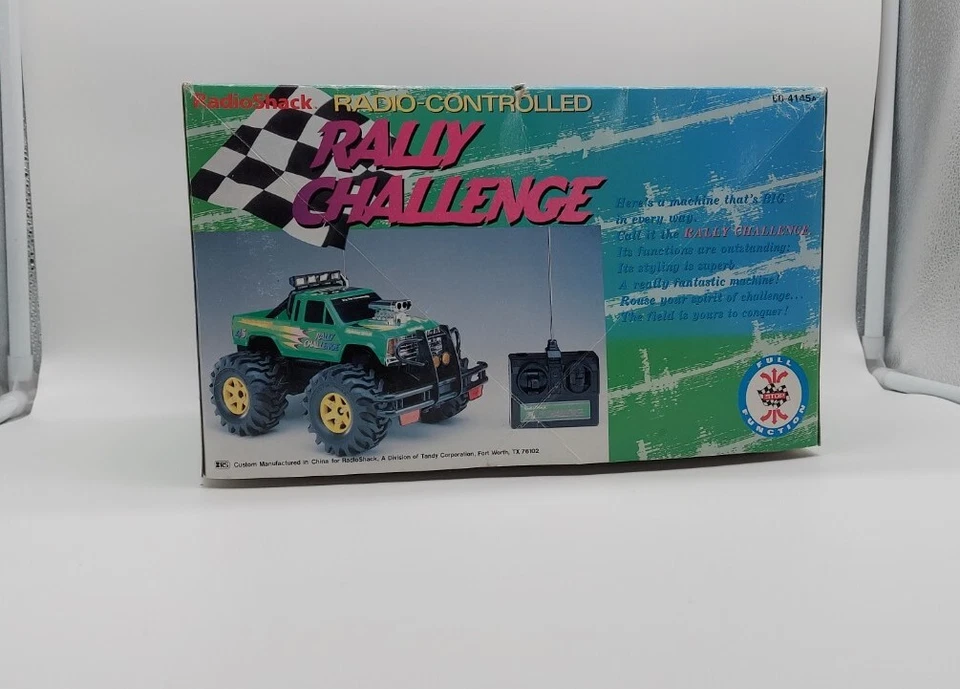 RadioShack
RADIO-CONTROLLED
60-4145A
RALLY
CHALLENGE
Here's a machine that's BIG
in every way.
Call it the RALLY CHALLENGE
Its functions are outstanding;
Its styling is superb.
A really fantastic machine!
Rouse your spirit of challenge...
The field is yours to conquer!
RALLY
CHALLENGE
FULL
STOP
FUNCTION
Custom Manufactured in China for RadioShack, A Division of Tandy Corporation, Fort Worth, TX 76102